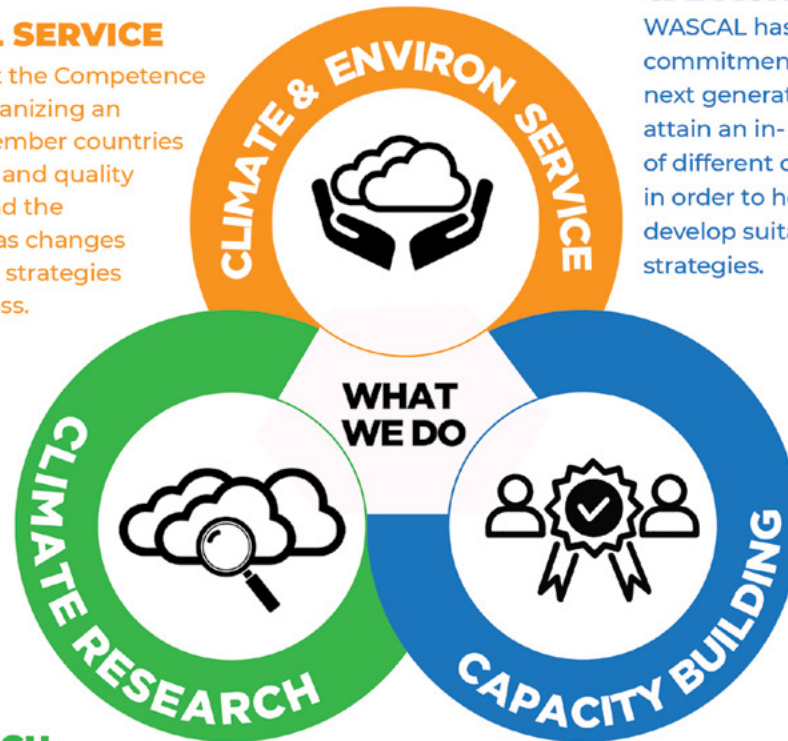 SERVICE
the Competence
anizing an
ember countries
and quality
d the
as changes
strategies
ss.
WASCAL has
commitmen
next generat
attain an in-
of different c
in order to he
develop suita
strategies.
CLIMATE & ENVIRON SERVICE
WHAT
WE DO
CLIMATE RESEARCH
CAPACITY BUILDING